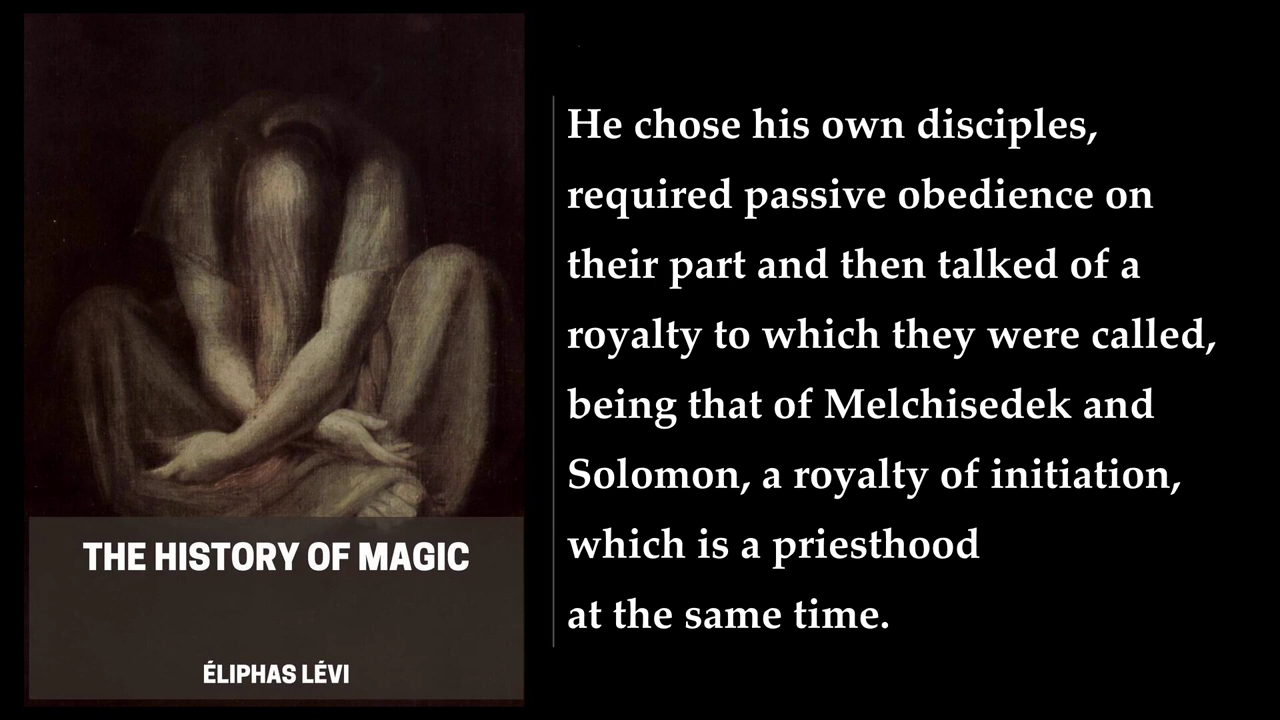 THE HISTORY OF MAGIC
ÉLIPHAS LÉVI
He chose his own disciples,
required passive obedience on
their part and then talked of a
royalty to which they were called,
being that of Melchisedek and
Solomon, a royalty of initiation,
which is a priesthood
at the same time.